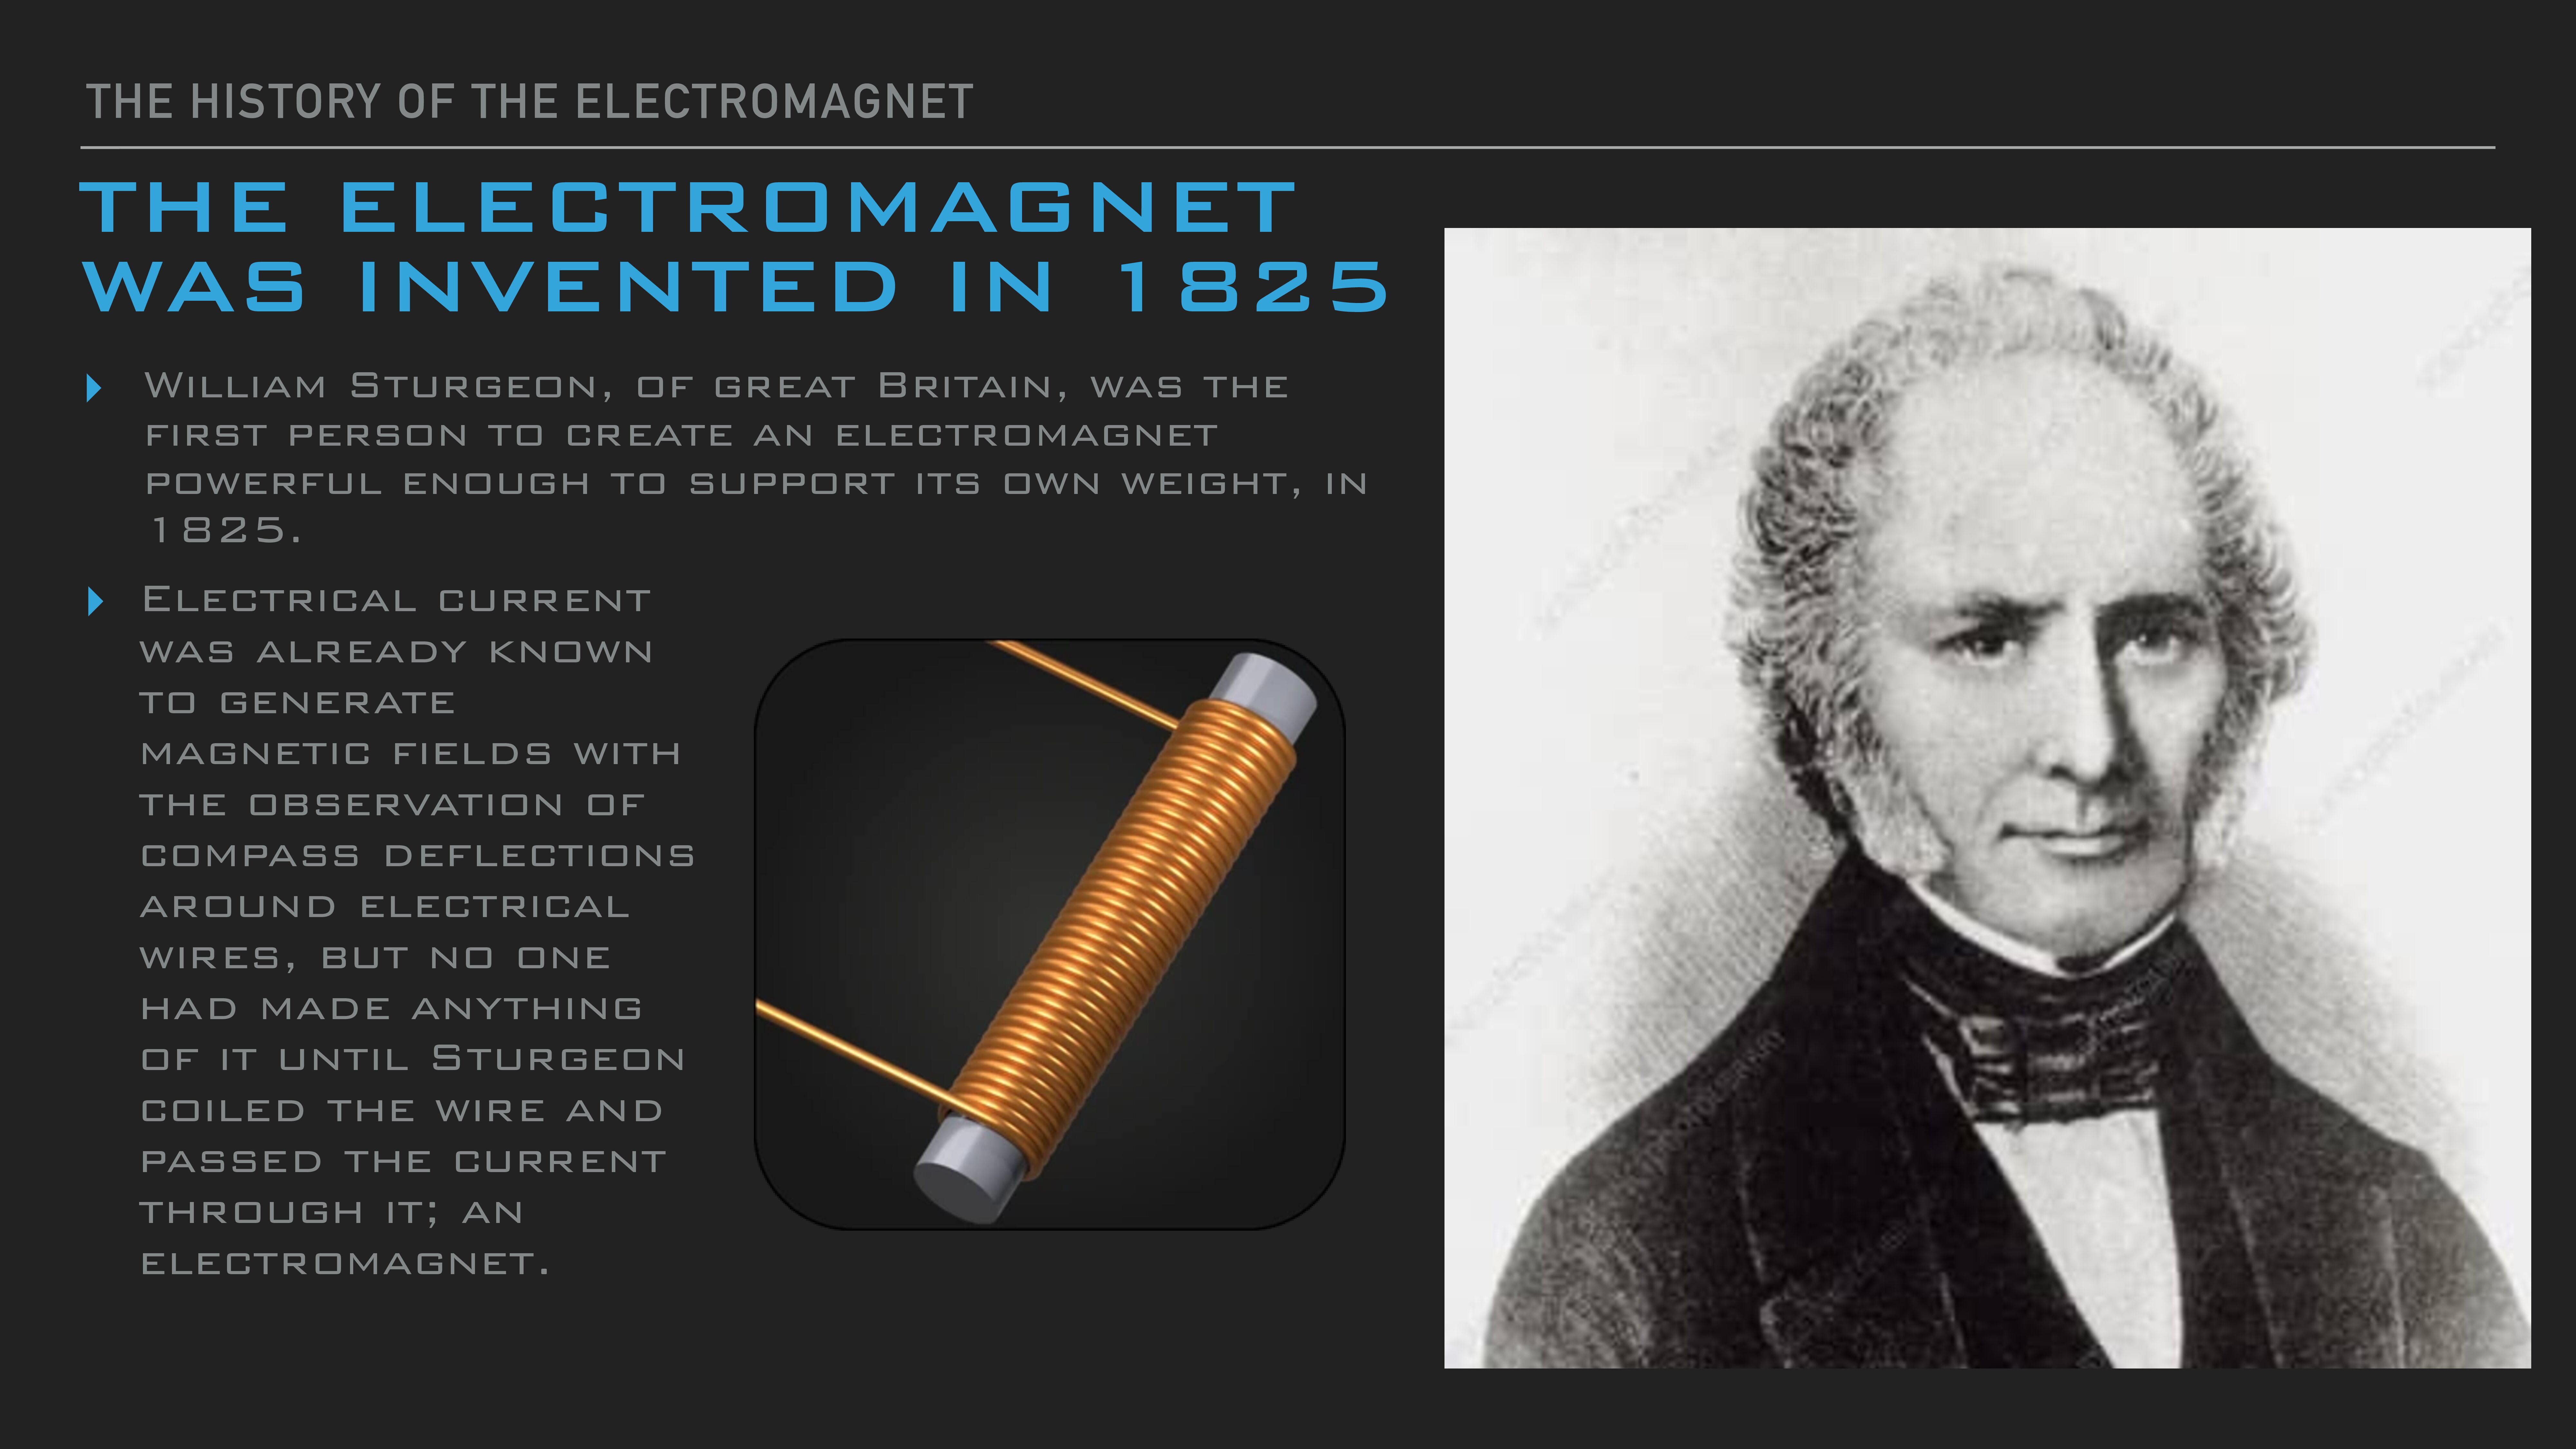 THE HISTORY OF THE ELECTROMAGNET
THE ELECTROMAGNET
WAS INVENTED IN 1825
William Sturgeon, of great Britain, was the
first person to create an electromagnet
powerful enough to support its own weight, in
1825.
Electrical current
was already known
to generate
magnetic fields with
the observation of
compass deflections
around electrical
wires, but no one
had made anything
of it until Sturgeon
coiled the wire and
passed the current
through it; an
electromagnet.